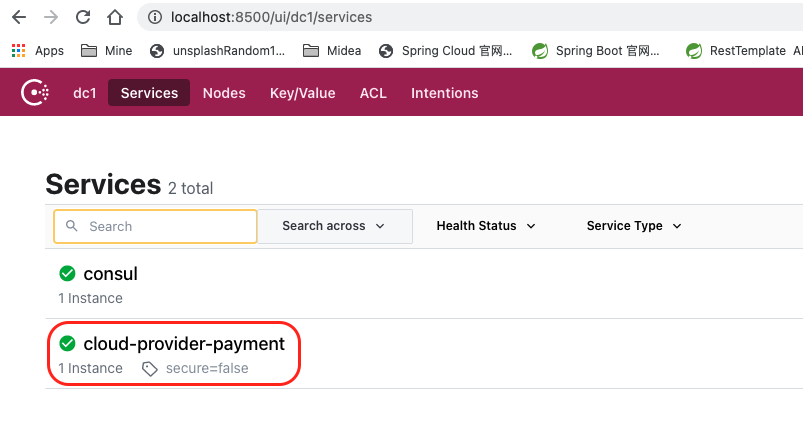 localhost:8500/ui/dc1/services
Apps Mine unsplashRandom1... Midea Spring Cloud 官网... Spring Boot 官网... RestTemplate
dc1 Services Nodes Key/Value ACL Intentions
Services 2 total
Search Search across Health Status Service Type
consul
1 Instance
cloud-provider-payment
1 Instance secure=false